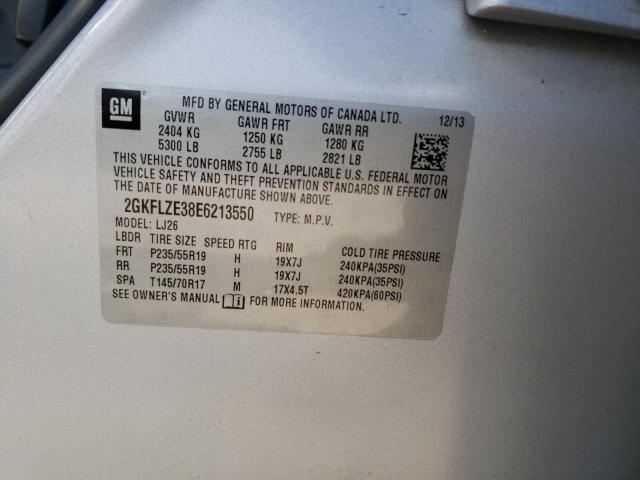 GM
MFD BY GENERAL MOTORS OF CANADA LTD. 12/13
GVWR GAWR FRT GAWR RR
2404 KG 1250 KG 1280 KG
5300 LB 2755 LB 2821 LB
THIS VEHICLE CONFORMS TO ALL APPLICABLE U.S. FEDERAL MOTOR
VEHICLE SAFETY AND THEFT PREVENTION STANDARDS IN EFFECT ON
THE DATE OF MANUFACTURE SHOWN ABOVE.
2GKFLZE38E6213550 TYPE: M.P.V.
MODEL: LJ26
LBDR TIRE SIZE SPEED RTG RIM COLD TIRE PRESSURE
FRT P235/55R19 H 19X7J 240KPA(35PSI)
RR P235/55R19 H 19X7J 240KPA(35PSI)
SPA T145/70R17 M 17X4.5T 420KPA(60PSI)
SEE OWNER'S MANUAL FOR MORE INFORMATION.